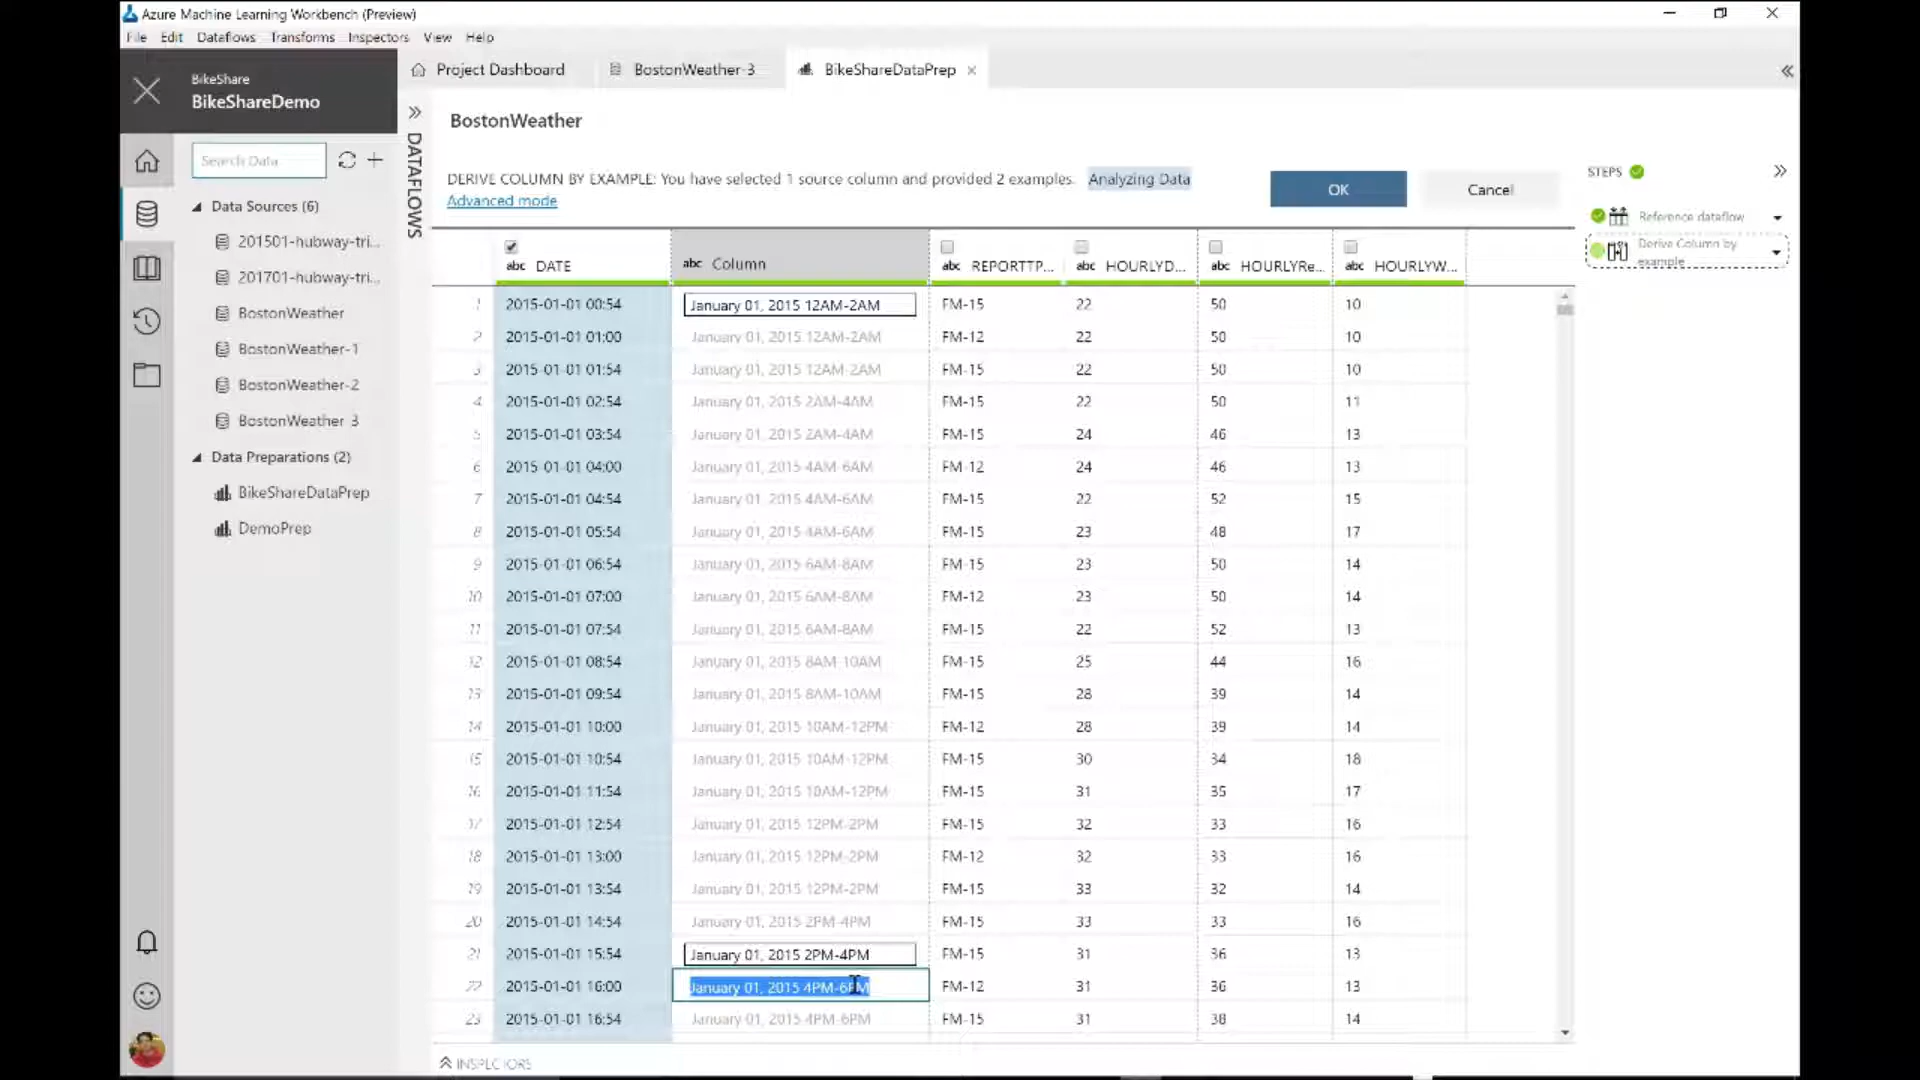 Azure Machine Learning Workbench (Preview)
File Edit Dataflows Transforms Inspectors View Help
BikeShare
BikeShareDemo
Project Dashboard
BostonWeather-3
BikeShareDataPrep
Search Data
Data Sources (6)
201501-hubway-tri...
201701-hubway-tri...
BostonWeather
BostonWeather-1
BostonWeather-2
BostonWeather-3
Data Preparations (2)
BikeShareDataPrep
DemoPrep
DATAFLOWS
BostonWeather
DERIVE COLUMN BY EXAMPLE: You have selected 1 source column and provided 2 examples. Analyzing Data
Advanced mode
OK
Cancel
STEPS
Reference dataflow
Derive Column by
example
abc DATE abc Column abc REPORTTP... abc HOURLYD... abc HOURLYRe... abc HOURLYW...
1 2015-01-01 00:54 January 01, 2015 12AM-2AM FM-15 22 50 10
2 2015-01-01 01:00 January 01, 2015 12AM-2AM FM-12 22 50 10
3 2015-01-01 01:54 January 01, 2015 12AM-2AM FM-15 22 50 10
4 2015-01-01 02:54 January 01, 2015 2AM-4AM FM-15 22 50 11
5 2015-01-01 03:54 January 01, 2015 2AM-4AM FM-15 24 46 13
6 2015-01-01 04:00 January 01, 2015 4AM-6AM FM-12 24 46 13
7 2015-01-01 04:54 January 01, 2015 4AM-6AM FM-15 22 52 15
8 2015-01-01 05:54 January 01, 2015 4AM-6AM FM-15 23 48 17
9 2015-01-01 06:54 January 01, 2015 6AM-8AM FM-15 23 50 14
10 2015-01-01 07:00 January 01, 2015 6AM-8AM FM-12 23 50 14
11 2015-01-01 07:54 January 01, 2015 6AM-8AM FM-15 22 52 13
12 2015-01-01 08:54 January 01, 2015 8AM-10AM FM-15 25 44 16
13 2015-01-01 09:54 January 01, 2015 8AM-10AM FM-15 28 39 14
14 2015-01-01 10:00 January 01, 2015 10AM-12PM FM-12 28 39 14
15 2015-01-01 10:54 January 01, 2015 10AM-12PM FM-15 30 34 18
16 2015-01-01 11:54 January 01, 2015 10AM-12PM FM-15 31 35 17
17 2015-01-01 12:54 January 01, 2015 12PM-2PM FM-15 32 33 16
18 2015-01-01 13:00 January 01, 2015 12PM-2PM FM-12 32 33 16
19 2015-01-01 13:54 January 01, 2015 12PM-2PM FM-15 33 32 14
20 2015-01-01 14:54 January 01, 2015 2PM-4PM FM-15 33 33 16
21 2015-01-01 15:54 January 01, 2015 2PM-4PM FM-15 31 36 13
22 2015-01-01 16:00 January 01, 2015 4PM-6PM FM-12 31 36 13
23 2015-01-01 16:54 January 01, 2015 4PM-6PM FM-15 31 38 14
INSPECTORS